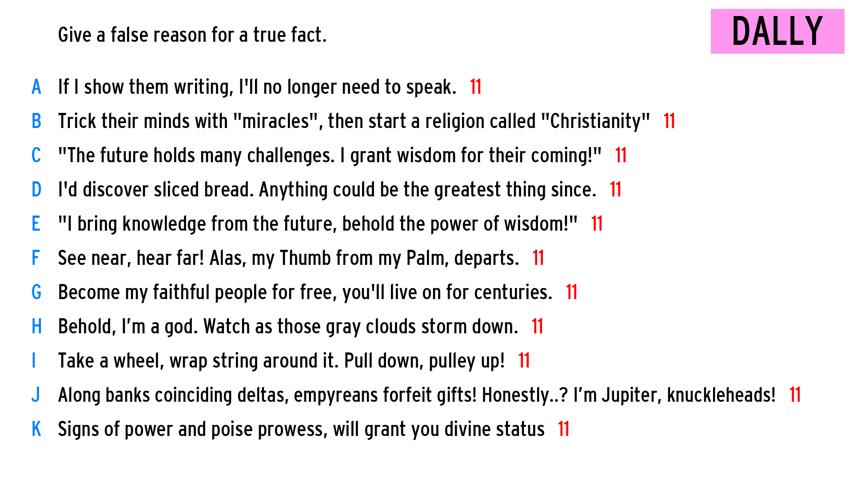 Give a false reason for a true fact.
DALLY
A If I show them writing, I'll no longer need to speak. 11
B Trick their minds with "miracles", then start a religion called "Christianity" 11
C "The future holds many challenges. I grant wisdom for their coming!" 11
D I'd discover sliced bread. Anything could be the greatest thing since. 11
E "I bring knowledge from the future, behold the power of wisdom!" 11
F See near, hear far! Alas, my Thumb from my Palm, departs. 11
G Become my faithful people for free, you'll live on for centuries. 11
H Behold, I’m a god. Watch as those gray clouds storm down. 11
I Take a wheel, wrap string around it. Pull down, pulley up! 11
J Along banks coinciding deltas, empyreans forfeit gifts! Honestly..? I’m Jupiter, knuckleheads! 11
K Signs of power and poise prowess, will grant you divine status 11